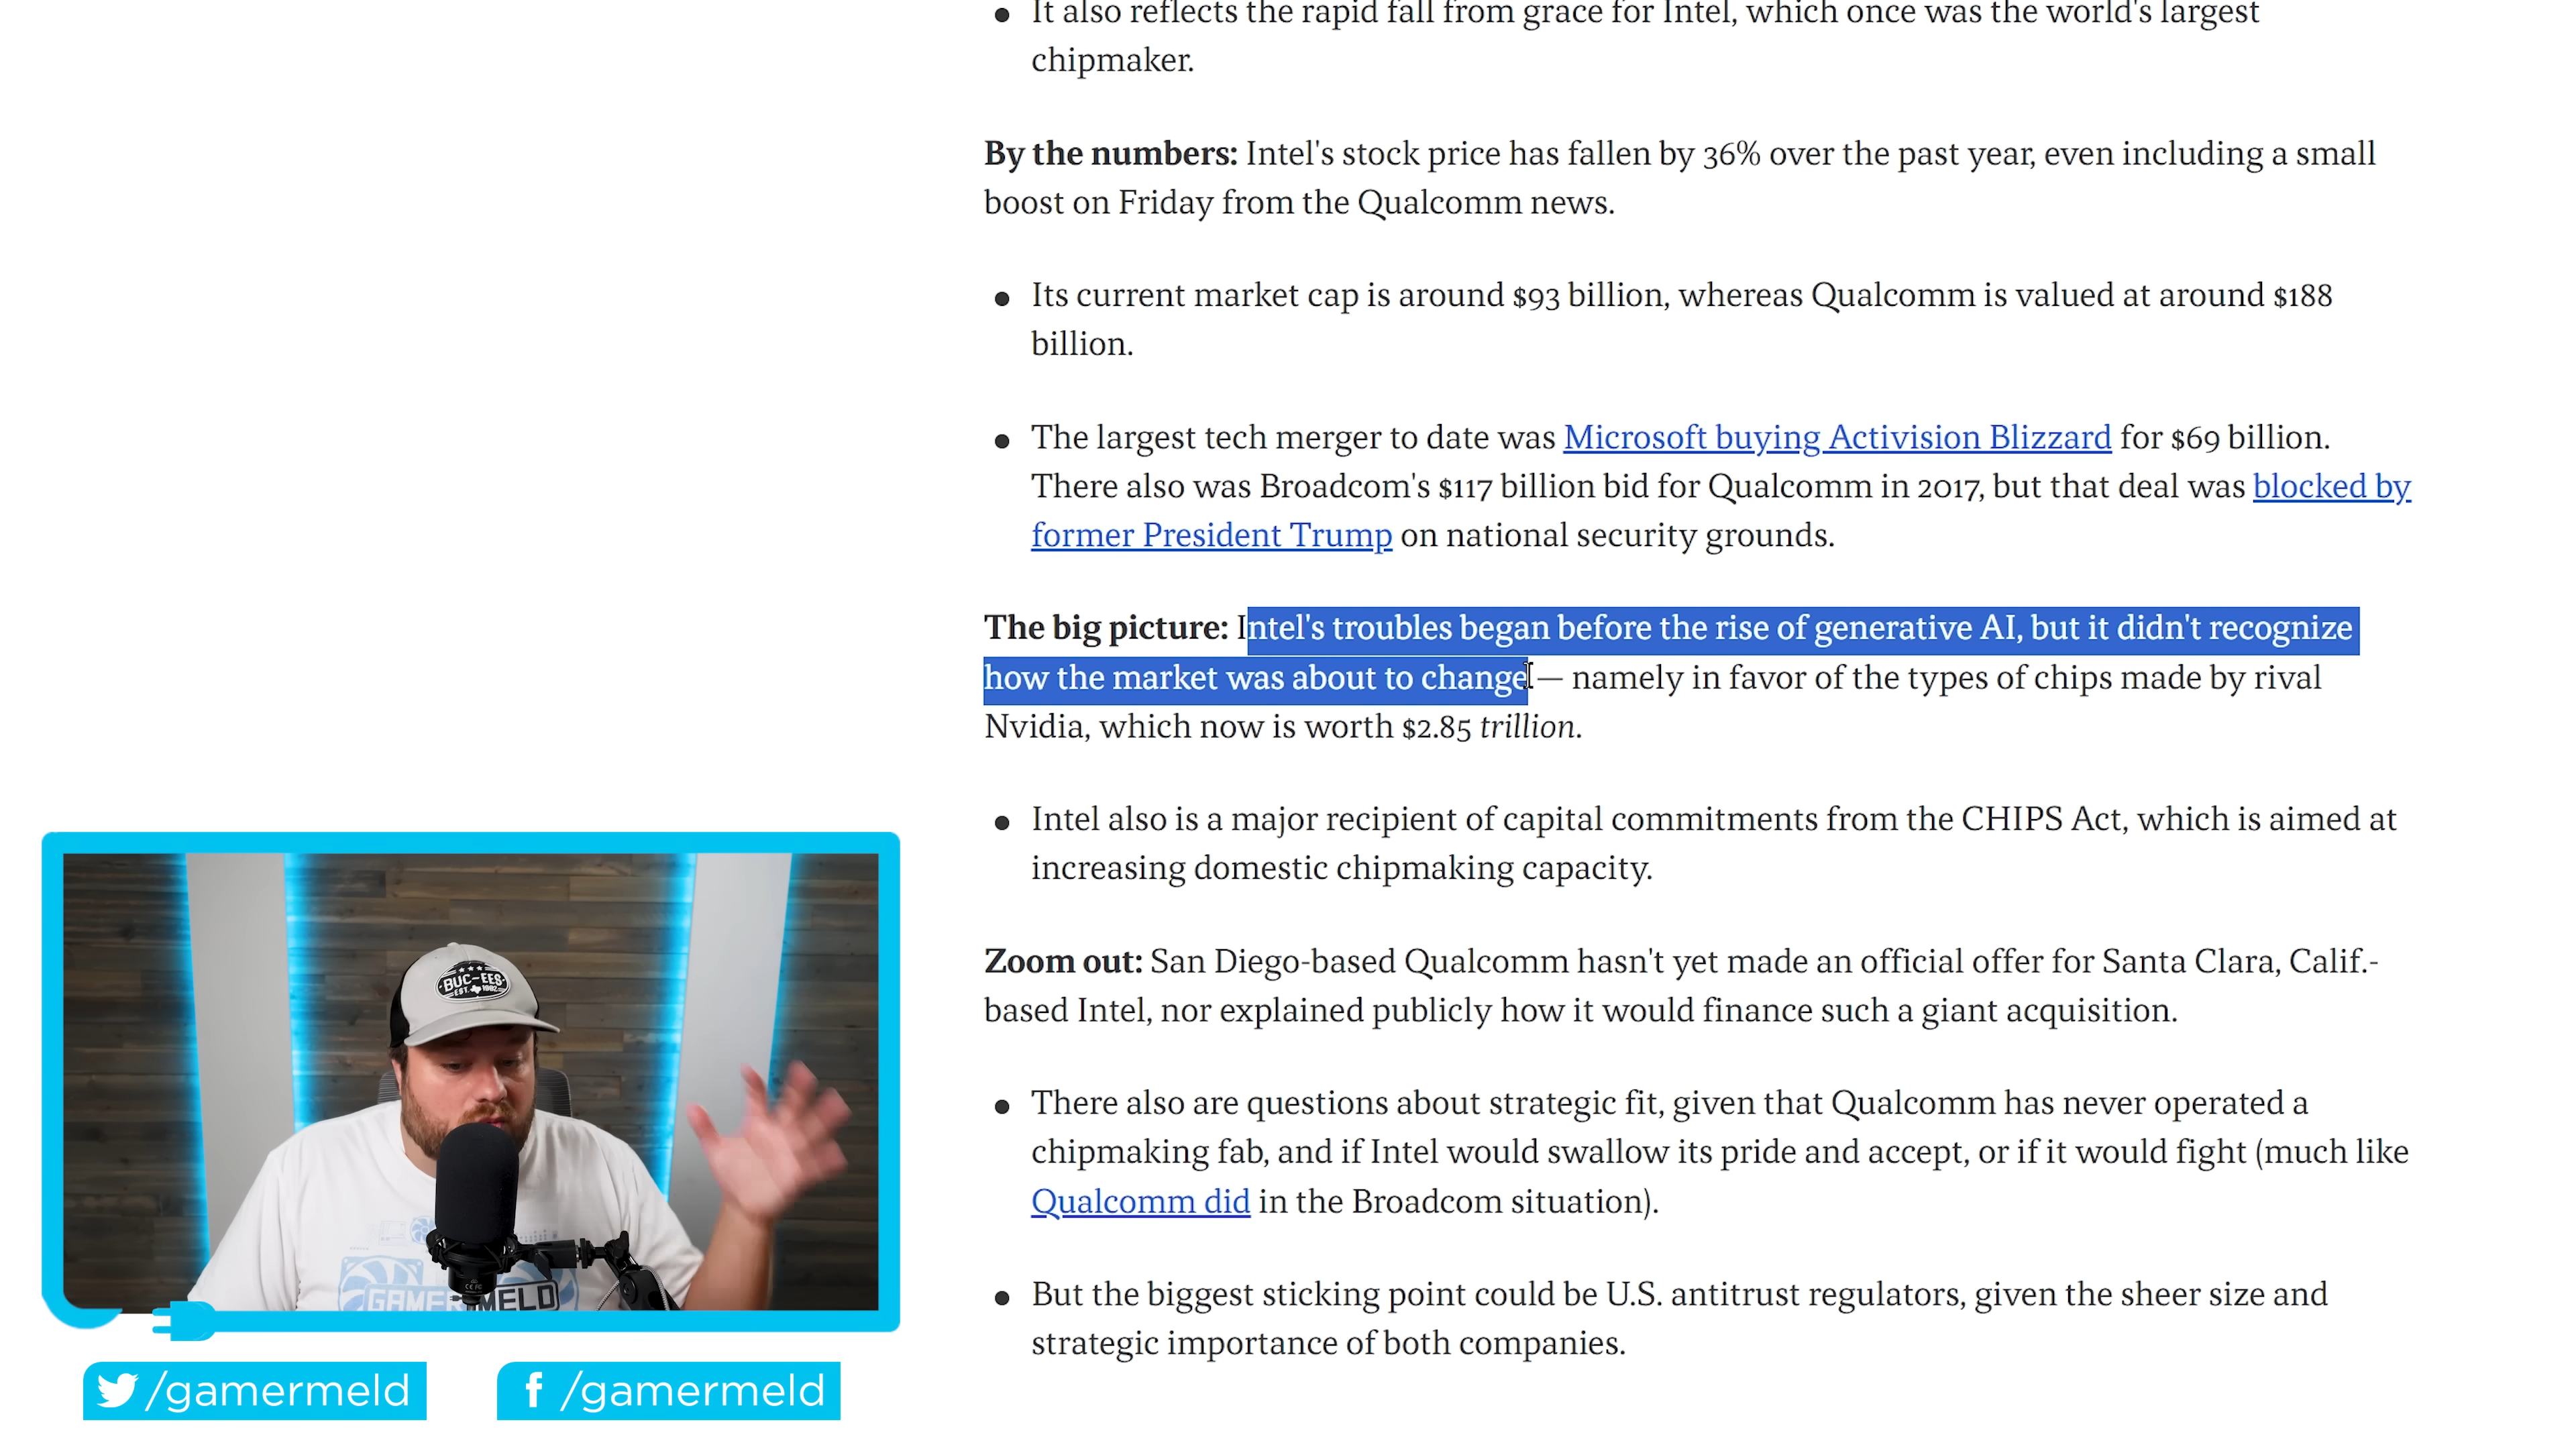 It also reflects the rapid fall from grace for Intel, which once was the world's largest
chipmaker.
By the numbers: Intel's stock price has fallen by 36% over the past year, even including a small
boost on Friday from the Qualcomm news.
Its current market cap is around $93 billion, whereas Qualcomm is valued at around $188
billion.
The largest tech merger to date was Microsoft buying Activision Blizzard for $69 billion.
There also was Broadcom's $117 billion bid for Qualcomm in 2017, but that deal was blocked by
former President Trump on national security grounds.
The big picture: Intel's troubles began before the rise of generative AI, but it didn't recognize
how the market was about to change — namely in favor of the types of chips made by rival
Nvidia, which now is worth $2.85 trillion.
Intel also is a major recipient of capital commitments from the CHIPS Act, which is aimed at
increasing domestic chipmaking capacity.
Zoom out: San Diego-based Qualcomm hasn't yet made an official offer for Santa Clara, Calif.-
based Intel, nor explained publicly how it would finance such a giant acquisition.
There also are questions about strategic fit, given that Qualcomm has never operated a
chipmaking fab, and if Intel would swallow its pride and accept, or if it would fight (much like
Qualcomm did in the Broadcom situation).
But the biggest sticking point could be U.S. antitrust regulators, given the sheer size and
strategic importance of both companies.
BUC-EES
EST. 1982
GAMER MELD
/gamermeld
/gamermeld